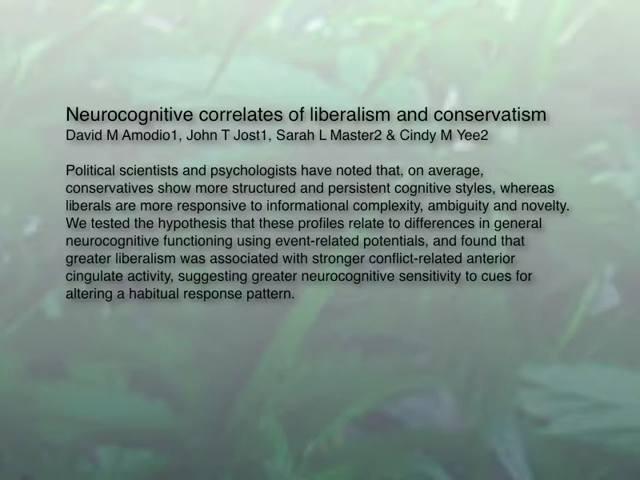 Neurocognitive correlates of liberalism and conservatism
David M Amodio1, John T Jost1, Sarah L Master2 & Cindy M Yee2
Political scientists and psychologists have noted that, on average,
conservatives show more structured and persistent cognitive styles, whereas
liberals are more responsive to informational complexity, ambiguity and novelty.
We tested the hypothesis that these profiles relate to differences in general
neurocognitive functioning using event-related potentials, and found that
greater liberalism was associated with stronger conflict-related anterior
cingulate activity, suggesting greater neurocognitive sensitivity to cues for
altering a habitual response pattern.